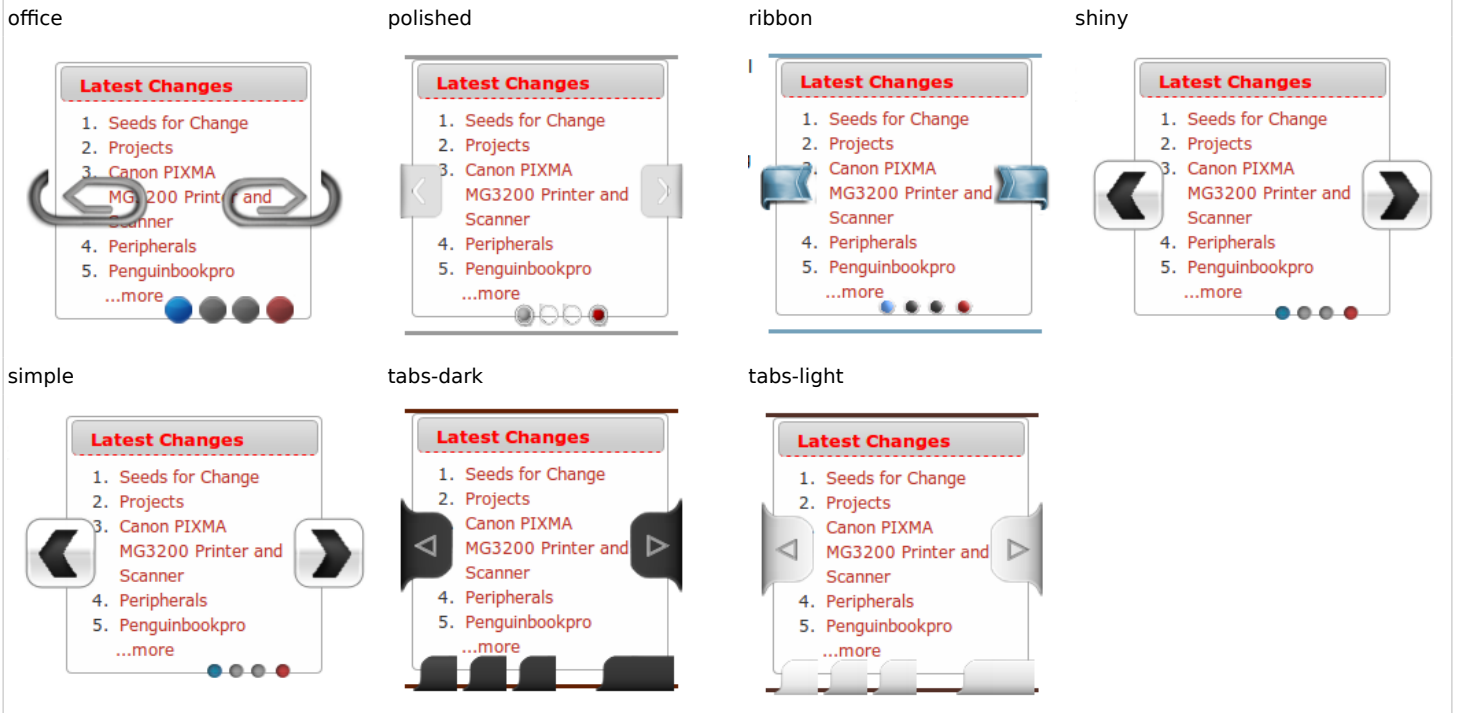 office
Latest Changes
1. Seeds for Change
2. Projects
3. Canon PIXMA
MG3200 Printer and
Scanner
4. Peripherals
5. Penguinbookpro
...more
polished
Latest Changes
1. Seeds for Change
2. Projects
3. Canon PIXMA
MG3200 Printer and
Scanner
4. Peripherals
5. Penguinbookpro
...more
ribbon
Latest Changes
1. Seeds for Change
2. Projects
3. Canon PIXMA
MG3200 Printer and
Scanner
4. Peripherals
5. Penguinbookpro
...more
shiny
Latest Changes
1. Seeds for Change
2. Projects
3. Canon PIXMA
MG3200 Printer and
Scanner
4. Peripherals
5. Penguinbookpro
...more
simple
Latest Changes
1. Seeds for Change
2. Projects
3. Canon PIXMA
MG3200 Printer and
Scanner
4. Peripherals
5. Penguinbookpro
...more
tabs-dark
Latest Changes
1. Seeds for Change
2. Projects
Canon PIXMA
MG3200 Printer and
Scanner
4. Peripherals
5. Penguinbookpro
...more
tabs-light
Latest Changes
1. Seeds for Change
2. Projects
Canon PIXMA
MG3200 Printer and
Scanner
4. Peripherals
5. Penguinbookpro
...more